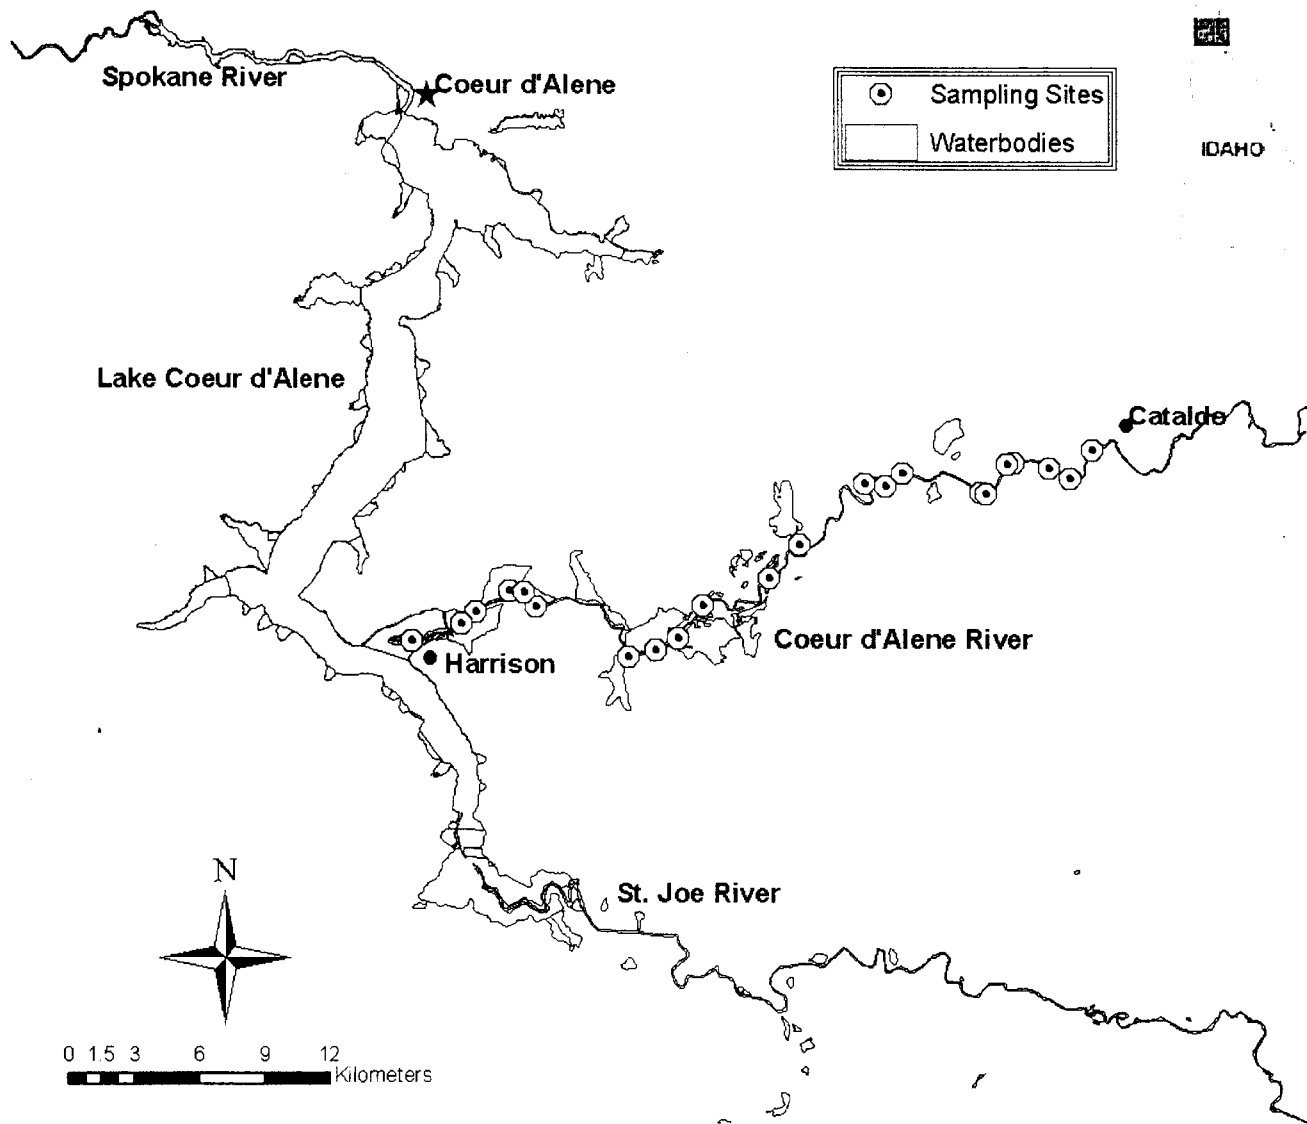 Spokane River
Coeur d'Alene
Sampling Sites
Waterbodies
IDAHO
Lake Coeur d'Alene
Cataldo
Coeur d'Alene River
Harrison
St. Joe River
N
0 1.5 3 6 9 12
Kilometers